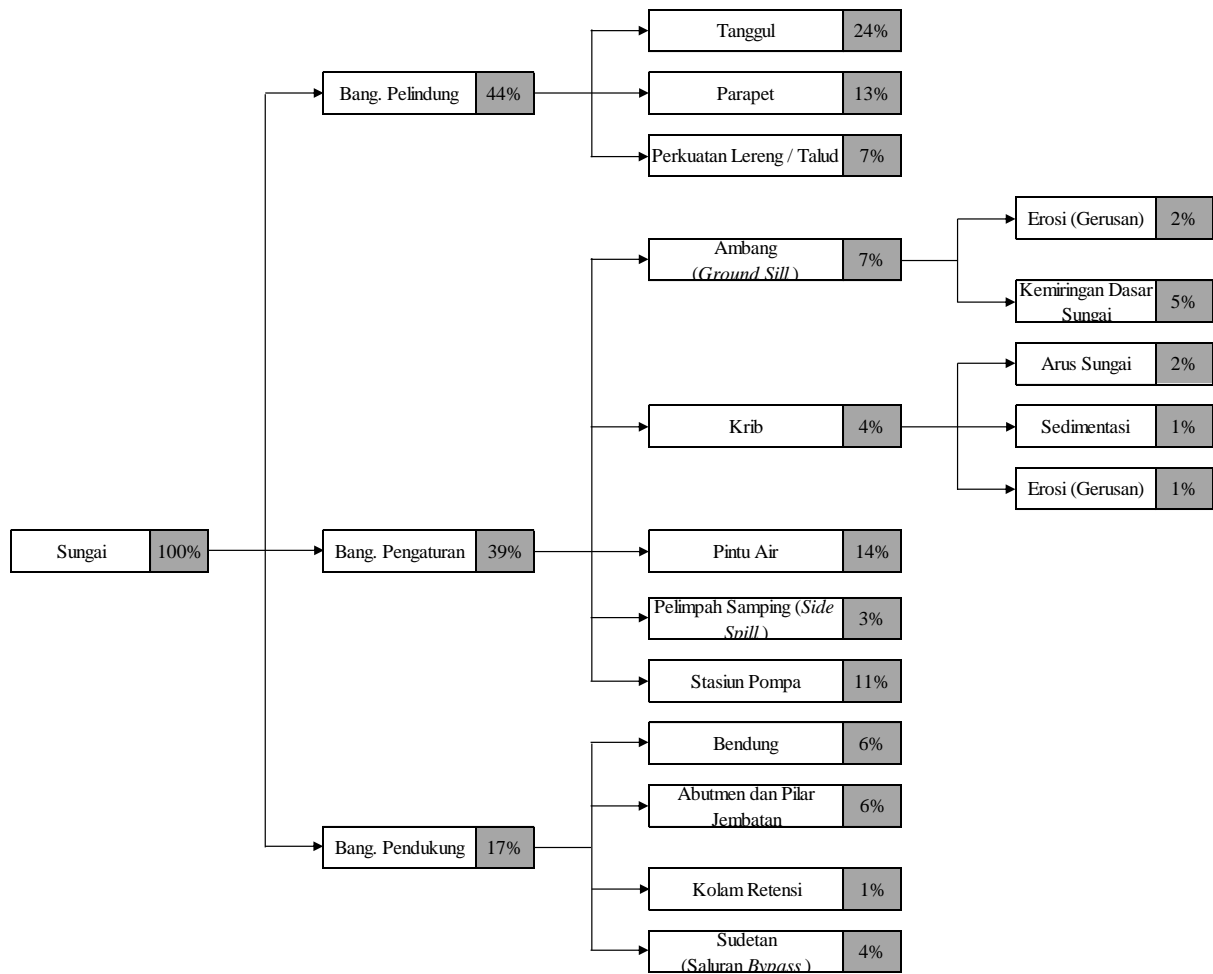 Tanggul 24%
Bang. Pelindung 44%
Parapet 13%
Perkuatan Lereng / Talud 7%
Erosi (Gerusan) 2%
Ambang
(Ground Sill ) 7%
Kemiringan Dasar
Sungai 5%
Arus Sungai 2%
Krib 4%
Sedimentasi 1%
Erosi (Gerusan) 1%
Sungai 100%
Bang. Pengaturan 39%
Pintu Air 14%
Pelimpah Samping (Side
Spill ) 3%
Stasiun Pompa 11%
Bendung 6%
Abutmen dan Pilar
Jembatan 6%
Bang. Pendukung 17%
Kolam Retensi 1%
Sudetan
(Saluran Bypass ) 4%